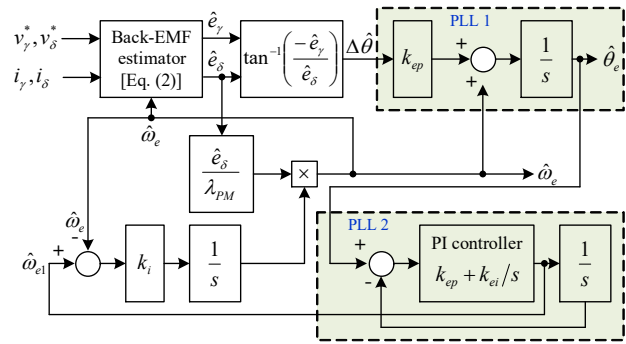 PLL 1
v*γ, v*δ
iγ, iδ
Back-EMF
estimator
[Eq. (2)]
êγ
êδ
tan⁻¹(−êγ/êδ)
Δθ̂
kep
+
+
1/s
θ̂e
ω̂e
êδ/λPM
×
ω̂e
ω̂e
-
+
ω̂e1
ki
1/s
PLL 2
+
-
PI controller
kep + kei/s
1/s